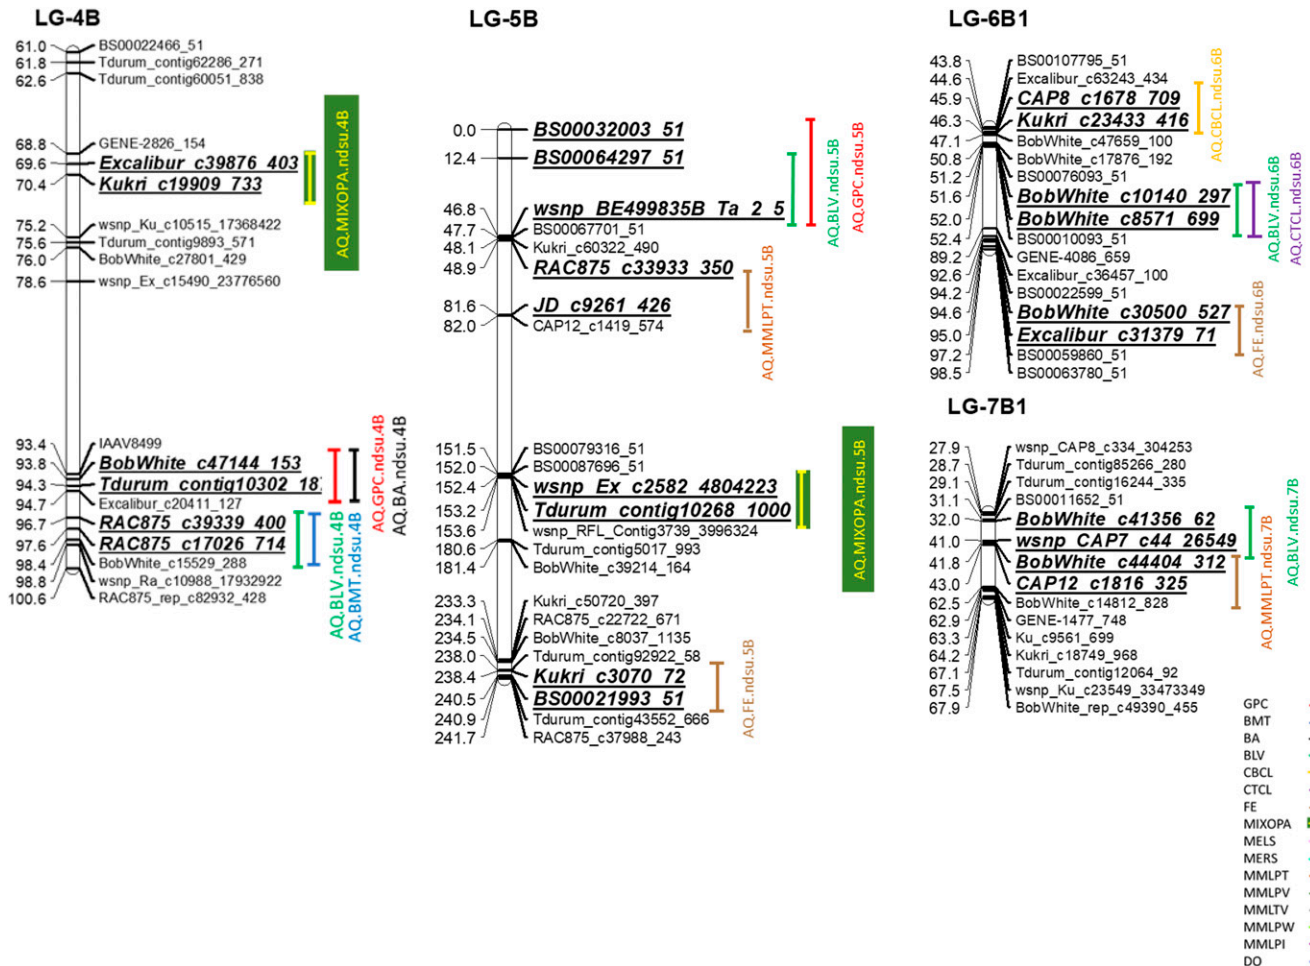 LG-4B
61.0 BS00022466_51
61.8 Tdurum_contig62286_271
62.6 Tdurum_contig60051_838
68.8 GENE-2826_154
69.6 Excalibur_c39876_403
70.4 Kukri_c19909_733
75.2 wsnp_Ku_c10515_17368422
75.6 Tdurum_contig9893_571
76.0 BobWhite_c27801_429
78.6 wsnp_Ex_c15490_23776560
93.4 IAAV8499
93.8 BobWhite_c47144_153
94.3 Tdurum_contig10302_18
94.7 Excalibur_c20411_127
96.7 RAC875_c39339_400
97.6 RAC875_c17026_714
98.4 BobWhite_c15529_288
98.8 wsnp_Ra_c10988_17932922
100.6 RAC875_rep_c82932_428
AQ.MIXOPA.ndsu.4B
AQ.GPC.ndsu.4B
AQ.BA.ndsu.4B
AQ.BLV.ndsu.4B
AQ.BMT.ndsu.4B
LG-5B
0.0 BS00032003_51
12.4 BS00064297_51
46.8 wsnp_BE499835B_Ta_2_5
47.7 BS00067701_51
48.1 Kukri_c60322_490
48.9 RAC875_c33933_350
81.6 JD_c9261_426
82.0 CAP12_c1419_574
151.5 BS00079316_51
152.0 BS00087696_51
152.4 wsnp_Ex_c2582_4804223
153.2 Tdurum_contig10268_1000
153.6 wsnp_RFL_Contig3739_3996324
180.6 Tdurum_contig5017_993
181.4 BobWhite_c39214_164
233.3 Kukri_c50720_397
234.1 RAC875_c22722_671
234.5 BobWhite_c8037_1135
238.0 Tdurum_contig92922_58
238.4 Kukri_c3070_72
240.5 BS00021993_51
240.9 Tdurum_contig43552_666
241.7 RAC875_c37988_243
AQ.BLV.ndsu.5B
AQ.GPC.ndsu.5B
AQ.MMLPT.ndsu.5B
AQ.MIXOPA.ndsu.5B
AQ.FE.ndsu.5B
LG-6B1
43.8 BS00107795_51
44.6 Excalibur_c63243_434
45.9 CAP8_c1678_709
46.3 Kukri_c23433_416
47.1 BobWhite_c47659_100
50.8 BobWhite_c17876_192
51.2 BS00076093_51
51.6 BobWhite_c10140_297
52.0 BobWhite_c8571_699
52.4 BS00010093_51
89.2 GENE-4086_659
92.6 Excalibur_c36457_100
94.2 BS00022599_51
94.6 BobWhite_c30500_527
95.0 Excalibur_c31379_71
97.2 BS00059860_51
98.5 BS00063780_51
AQ.CBCL.ndsu.6B
AQ.BLV.ndsu.6B
AQ.CTCL.ndsu.6B
AQ.FE.ndsu.6B
LG-7B1
27.9 wsnp_CAP8_c334_304253
28.7 Tdurum_contig85266_280
29.1 Tdurum_contig16244_335
31.1 BS00011652_51
32.0 BobWhite_c41356_62
41.0 wsnp_CAP7_c44_26549
41.8 BobWhite_c44404_312
43.0 CAP12_c1816_325
62.5 BobWhite_c14812_828
62.9 GENE-1477_748
63.3 Ku_c9561_699
64.2 Kukri_c18749_968
67.1 Tdurum_contig12064_92
67.5 wsnp_Ku_c23549_33473349
67.9 BobWhite_rep_c49390_455
AQ.MMLPT.ndsu.7B
AQ.BLV.ndsu.7B
GPC
BMT
BA
BLV
CBCL
CTCL
FE
MIXOPA
MELS
MERS
MMLPT
MMLPV
MMLTV
MMLPW
MMLPI
DO